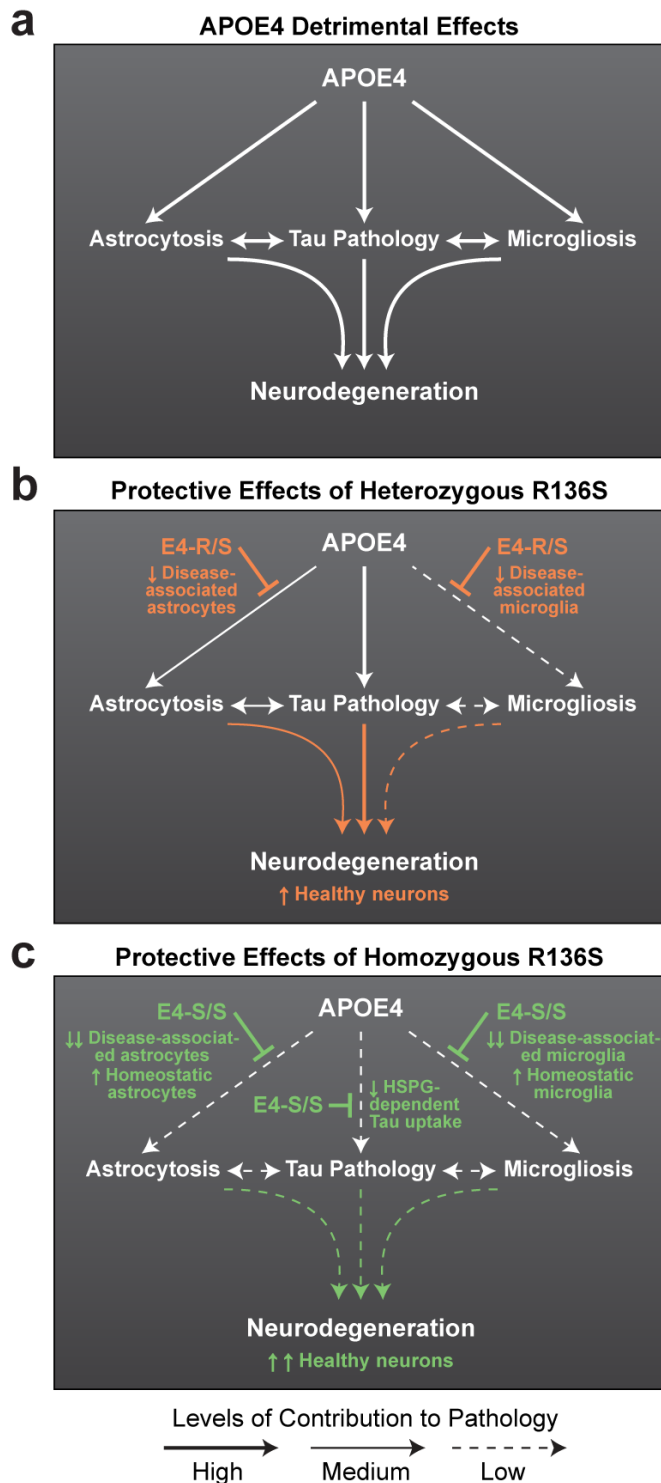 a
APOE4 Detrimental Effects
APOE4
Astrocytosis Tau Pathology Microgliosis
Neurodegeneration
b
Protective Effects of Heterozygous R136S
APOE4
E4-R/S
↓ Disease-
associated
astrocytes
E4-R/S
↓ Disease-
associated
microglia
Astrocytosis Tau Pathology Microgliosis
Neurodegeneration
↑ Healthy neurons
c
Protective Effects of Homozygous R136S
APOE4
E4-S/S
↓↓ Disease-associat-
ed astrocytes
↑ Homeostatic
astrocytes
E4-S/S
↓↓ Disease-associat-
ed microglia
↑ Homeostatic
microglia
E4-S/S
↓ HSPG-
dependent
Tau uptake
Astrocytosis Tau Pathology Microgliosis
Neurodegeneration
↑↑ Healthy neurons
Levels of Contribution to Pathology
High Medium Low